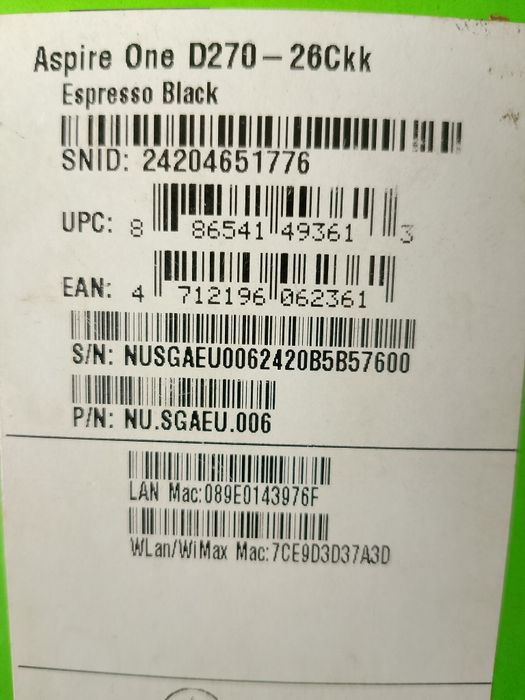 Aspire One D270-26Ckk
Espresso Black
SNID: 24204651776
UPC: 8 86541 49361 3
EAN: 4 712196 062361
S/N: NUSGAEU0062420B5B57600
P/N: NU.SGAEU.006
LAN Mac:089E0143976F
WLan/WiMax Mac:7CE9D3D37A3D